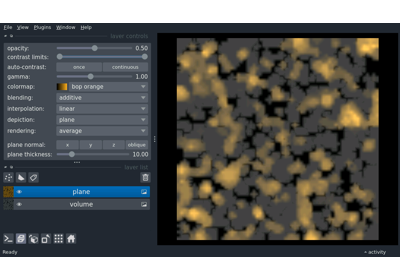 File View Plugins Window Help
layer controls
opacity: 0.50
contrast limits:
auto-contrast: once continuous
gamma: 1.00
colormap: bop orange
blending: additive
interpolation: linear
depiction: plane
rendering: average
plane normal: x y z oblique
plane thickness: 10.00
layer list
plane
volume
Ready activity